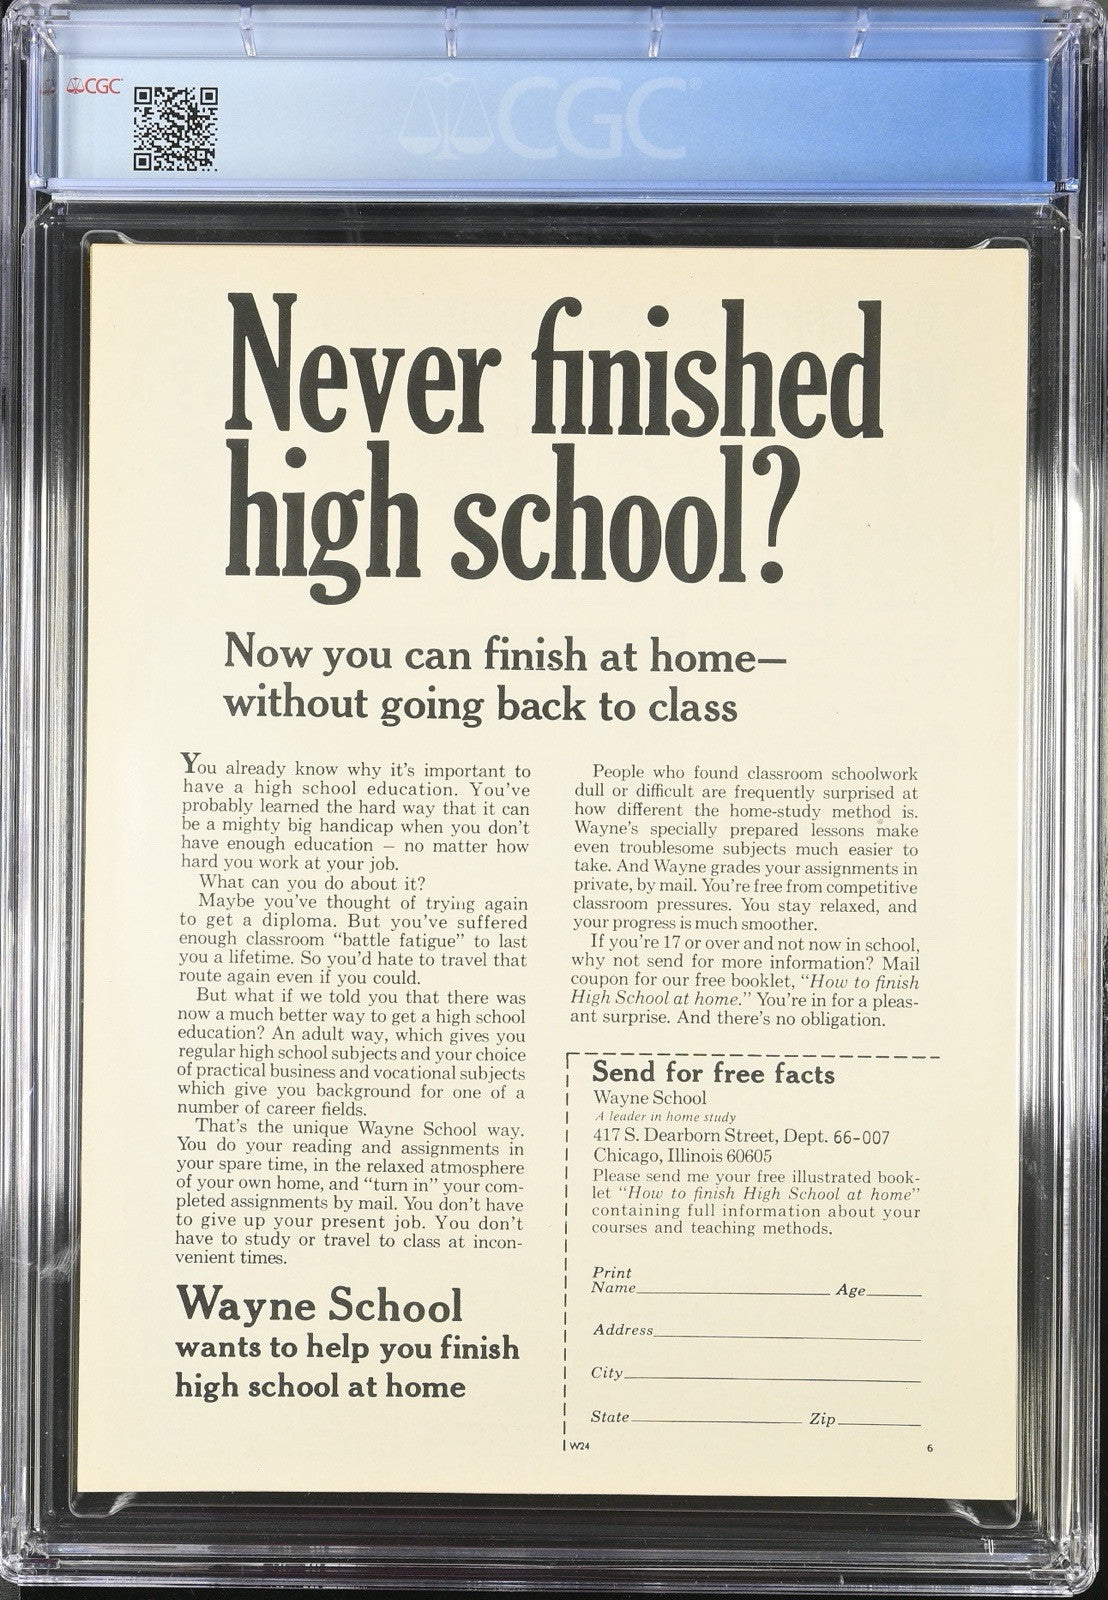 CGC
CGC
Never finished
high school?
Now you can finish at home—
without going back to class
You already know why it's important to
have a high school education. You've
probably learned the hard way that it can
be a mighty big handicap when you don't
have enough education — no matter how
hard you work at your job.
What can you do about it?
Maybe you've thought of trying again
to get a diploma. But you've suffered
enough classroom “battle fatigue” to last
you a lifetime. So you'd hate to travel that
route again even if you could.
But what if we told you that there was
now a much better way to get a high school
education? An adult way, which gives you
regular high school subjects and your choice
of practical business and vocational subjects
which give you background for one of a
number of career fields.
That's the unique Wayne School way.
You do your reading and assignments in
your spare time, in the relaxed atmosphere
of your own home, and “turn in” your com-
pleted assignments by mail. You don't have
to give up your present job. You don't
have to study or travel to class at incon-
venient times.
Wayne School
wants to help you finish
high school at home
People who found classroom schoolwork
dull or difficult are frequently surprised at
how different the home-study method is.
Wayne's specially prepared lessons make
even troublesome subjects much easier to
take. And Wayne grades your assignments in
private, by mail. You're free from competitive
classroom pressures. You stay relaxed, and
your progress is much smoother.
If you're 17 or over and not now in school,
why not send for more information? Mail
coupon for our free booklet, “How to finish
High School at home.” You're in for a pleas-
ant surprise. And there's no obligation.
Send for free facts
Wayne School
A leader in home study
417 S. Dearborn Street, Dept. 66-007
Chicago, Illinois 60605
Please send me your free illustrated book-
let “How to finish High School at home”
containing full information about your
courses and teaching methods.
Print
Name Age
Address
City
State Zip
W24 6